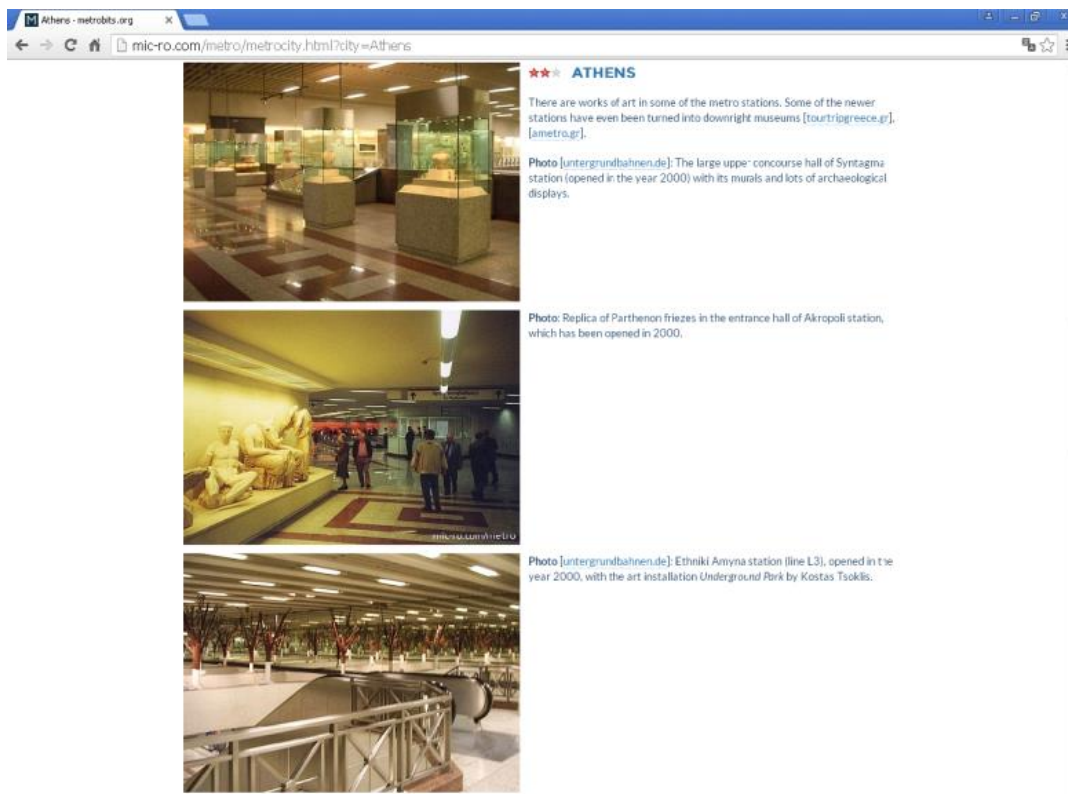 Athens - metrobits.org
mic-ro.com/metro/metrocity.html?city=Athens
ATHENS
There are works of art in some of the metro stations. Some of the newer
stations have even been turned into downright museums [tourtripgreece.gr],
[ametro.gr].
Photo [untergrundbahnen.de]: The large upper concourse hall of Syntagma
station (opened in the year 2000) with its murals and lots of archaeological
displays.
Photo: Replica of Parthenon friezes in the entrance hall of Akropoli station,
which has been opened in 2000.
mic-ro.com/metro
Photo [untergrundbahnen.de]: Ethniki Amyna station (line L3), opened in the
year 2000, with the art installation Underground Park by Kostas Tsoklis.